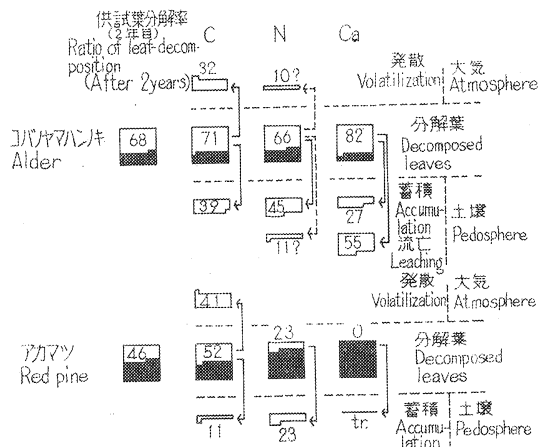 供試葉分解率
(2年目)
Ratio of leaf-decom-
position
(After 2years)
C N Ca
32 10?
発散 大気
Volatilization Atmosphere
コバノヤマハンノキ
Alder
68 71 66 82
分解葉
Decomposed
leaves
39 45 27
蓄積
Accumu-
lation
土壌
Pedosphere
11? 55
流亡
Leaching
41
発散 大気
Volatilization Atmosphere
アカマツ
Red pine
46 52 23 0
分解葉
Decomposed
leaves
11 23 tr.
蓄積 土壌
Accumu- Pedosphere
lation